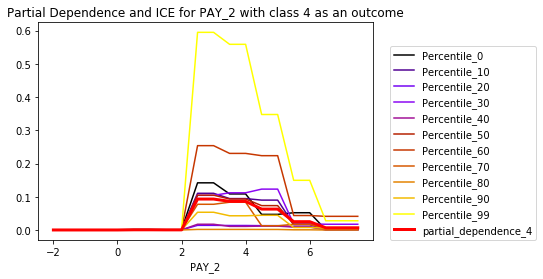 Partial Dependence and ICE for PAY_2 with class 4 as an outcome
0.6
0.5
0.4
0.3
0.2
0.1
0.0
−2
0
2
4
6
PAY_2
Percentile_0
Percentile_10
Percentile_20
Percentile_30
Percentile_40
Percentile_50
Percentile_60
Percentile_70
Percentile_80
Percentile_90
Percentile_99
partial_dependence_4